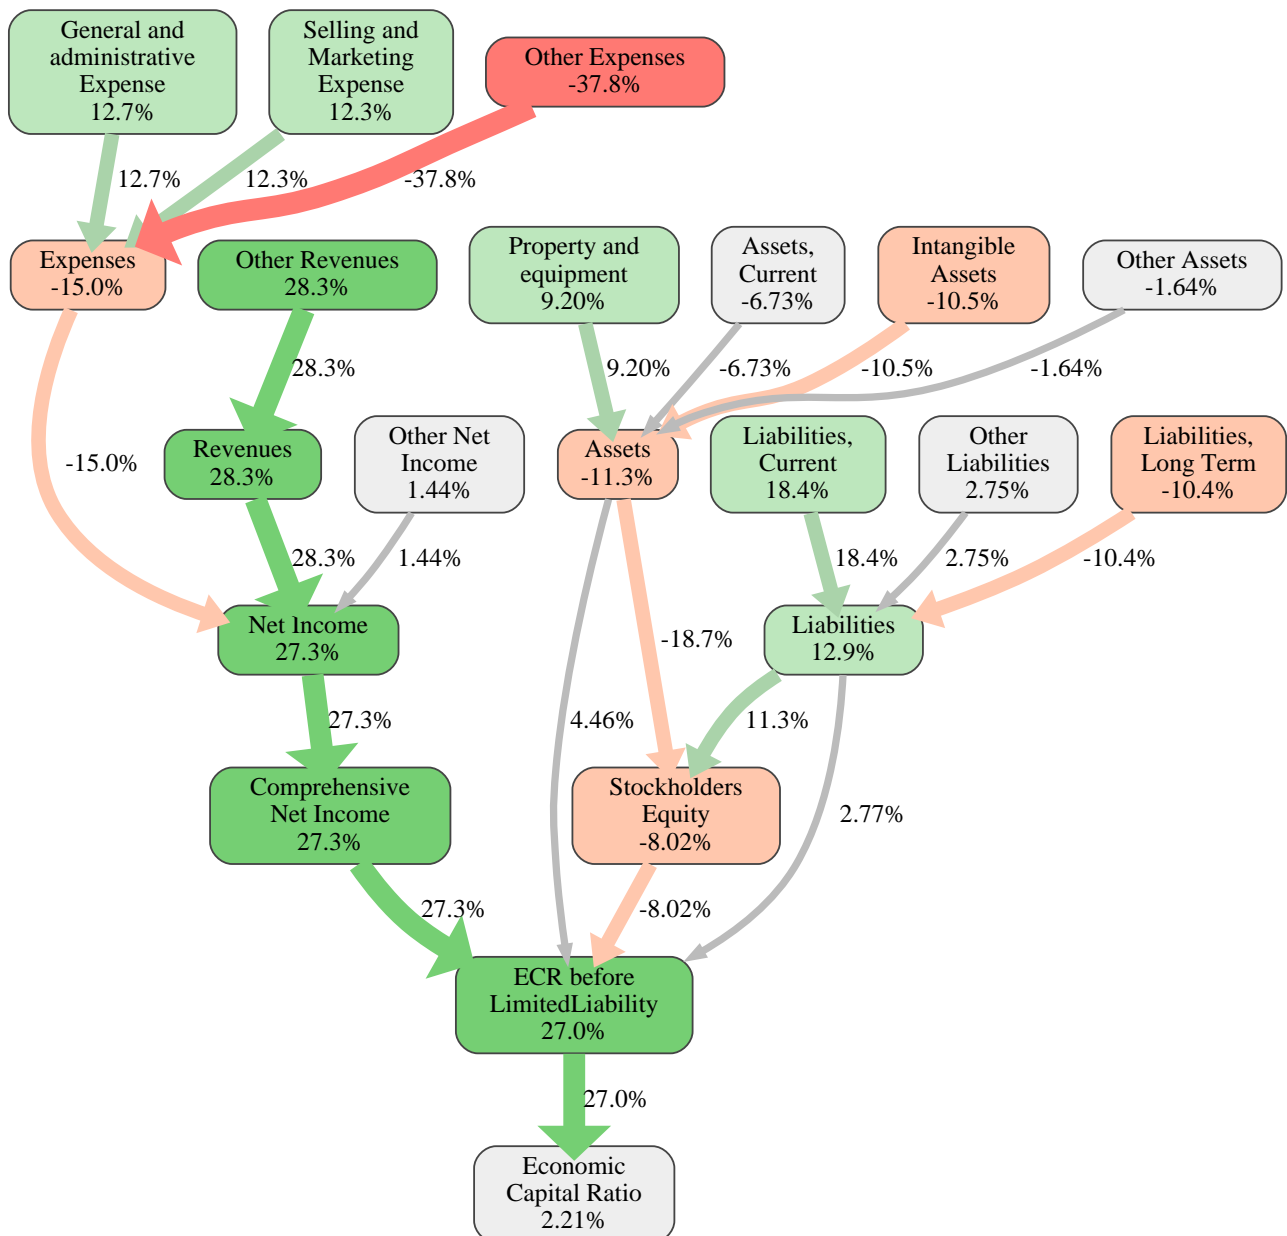 General and
administrative
Expense
12.7%
Selling and
Marketing
Expense
12.3%
Other Expenses
-37.8%
12.7%
12.3%
-37.8%
Expenses
-15.0%
Other Revenues
28.3%
Property and
equipment
9.20%
Assets,
Current
-6.73%
Intangible
Assets
-10.5%
Other Assets
-1.64%
28.3%
9.20%
-6.73%
-10.5%
-1.64%
-15.0%
Revenues
28.3%
Other Net
Income
1.44%
Assets
-11.3%
Liabilities,
Current
18.4%
Other
Liabilities
2.75%
Liabilities,
Long Term
-10.4%
28.3%
1.44%
18.4%
2.75%
-10.4%
Net Income
27.3%
-18.7%
Liabilities
12.9%
27.3%
4.46%
11.3%
Comprehensive
Net Income
27.3%
Stockholders
Equity
-8.02%
2.77%
27.3%
-8.02%
ECR before
LimitedLiability
27.0%
27.0%
Economic
Capital Ratio
2.21%